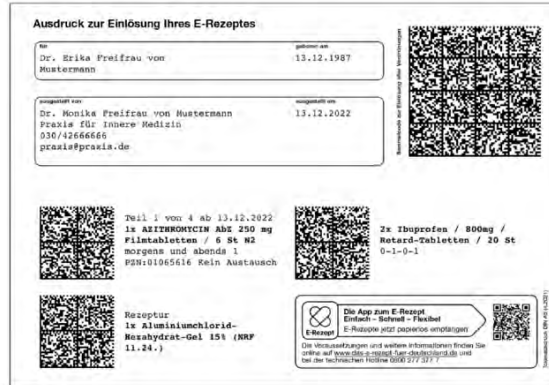 Ausdruck zur Einlösung Ihres E-Rezeptes
für
geboren am
Dr. Erika Freifrau von
Mustermann
13.12.1987
ausgestellt von
ausgestellt am
Dr. Monika Freifrau von Mustermann
Praxis für Innere Medizin
030/42666666
praxis@praxia.de
13.12.2022
Sammelcode zur Einlösung aller Verordnungen
Teil 1 von 4 ab 13.12.2022
1x AZITHROMYCIN AbZ 250 mg
Filmtabletten / 6 St N2
morgens und abends 1
PZN:01065616 Kein Austausch
2x Ibuprofen / 800mg /
Retard-Tabletten / 20 St
0-1-0-1
Rezeptur
1x Aluminiumchlorid-
Hexahydrat-Gel 15% (NRF
11.24.)
E-Rezept
Die App zum E-Rezept
Einfach – Schnell – Flexibel
E-Rezepte jetzt papierlos empfangen
Die Voraussetzungen und weitere Informationen finden Sie
online auf www.das-e-rezept-fuer-deutschland.de und
bei der technischen Hotline 0800 277 377 7